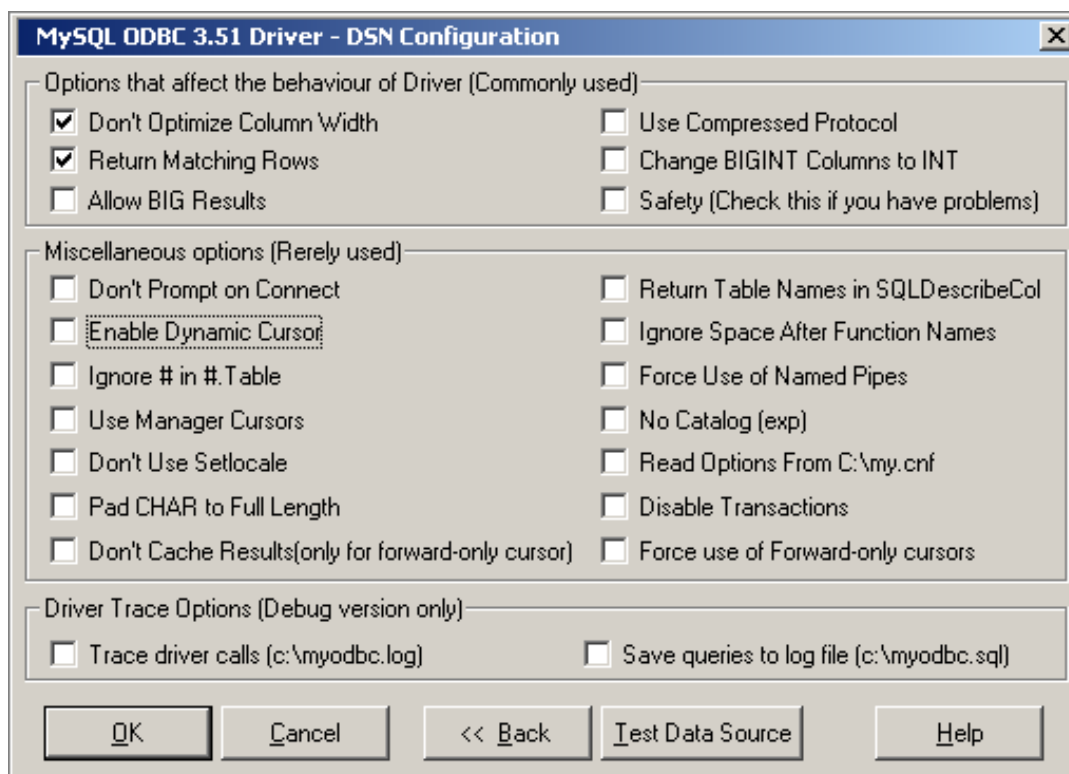 MySQL ODBC 3.51 Driver - DSN Configuration
Options that affect the behaviour of Driver (Commonly used)
Don't Optimize Column Width
Use Compressed Protocol
Return Matching Rows
Change BIGINT Columns to INT
Allow BIG Results
Safety (Check this if you have problems)
Miscellaneous options (Rerely used)
Don't Prompt on Connect
Return Table Names in SQLDescribeCol
Enable Dynamic Cursor
Ignore Space After Function Names
Ignore # in #.Table
Force Use of Named Pipes
Use Manager Cursors
No Catalog (exp)
Don't Use Setlocale
Read Options From C:\my.cnf
Pad CHAR to Full Length
Disable Transactions
Don't Cache Results(only for forward-only cursor)
Force use of Forward-only cursors
Driver Trace Options (Debug version only)
Trace driver calls (c:\myodbc.log)
Save queries to log file (c:\myodbc.sql)
OK
Cancel
<< Back
Test Data Source
Help